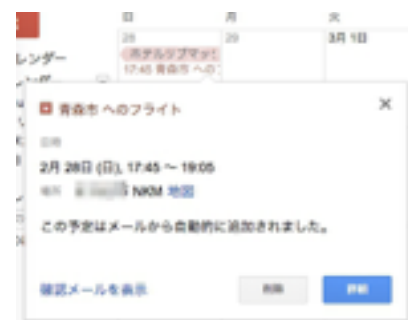 日 月 火
28 29 3月 1日
レンダー
ホテルリブマッ
17:45 青森市 への
青森市 へのフライト ×
日時
2月 28日 (日), 17:45 ～ 19:05
場所 NKM 地図
この予定はメールから自動的に追加されました。
確認メールを表示 削除 詳細